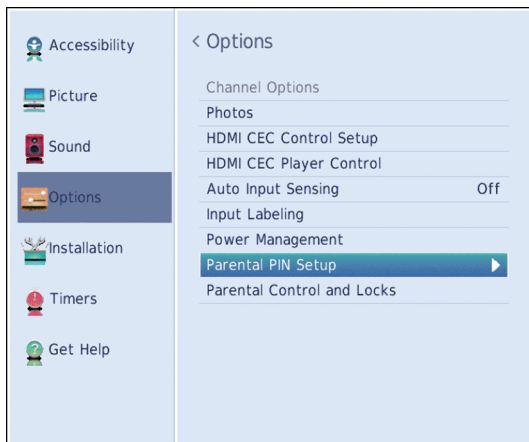 Accessibility
Picture
Sound
Options
Installation
Timers
Get Help
< Options
Channel Options
Photos
HDMI CEC Control Setup
HDMI CEC Player Control
Auto Input Sensing Off
Input Labeling
Power Management
Parental PIN Setup
Parental Control and Locks